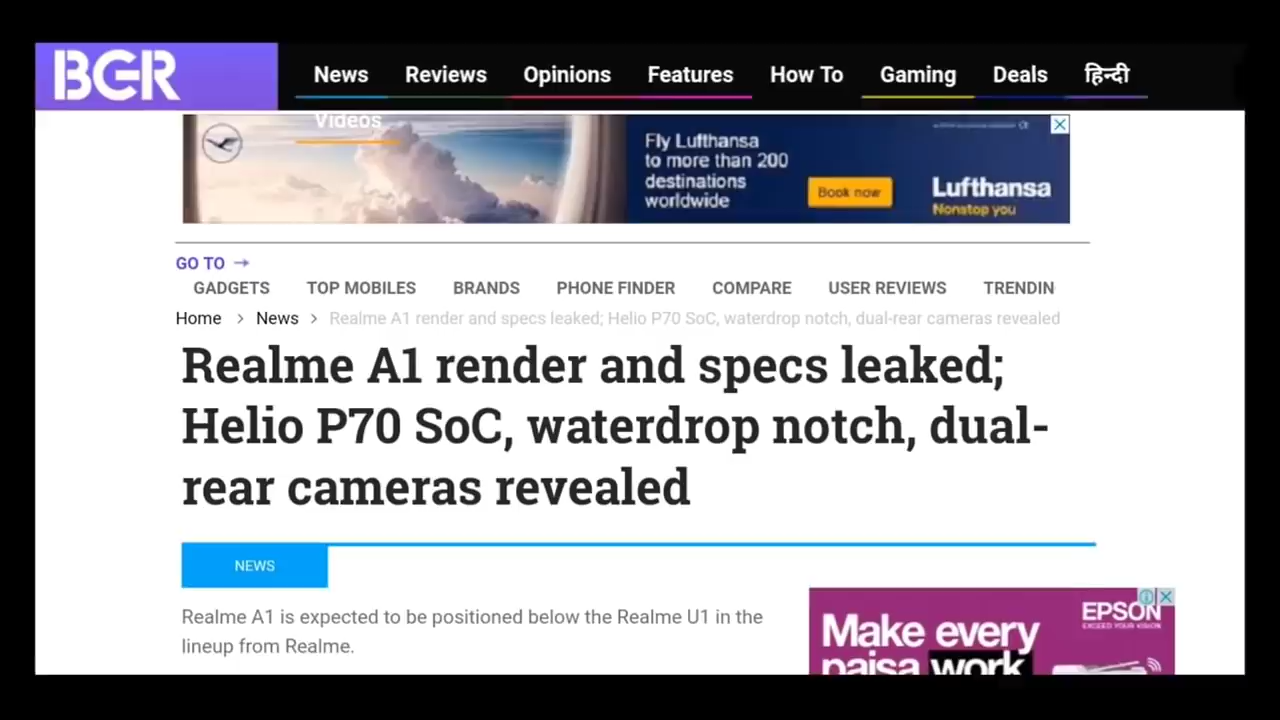 BGR
News Reviews Opinions Features How To Gaming Deals हिन्दी
Videos
Fly Lufthansa
to more than 200
destinations
worldwide
Book now
Lufthansa
Nonstop you
GO TO →
GADGETS TOP MOBILES BRANDS PHONE FINDER COMPARE USER REVIEWS TRENDIN
Home > News > Realme A1 render and specs leaked; Helio P70 SoC, waterdrop notch, dual-rear cameras revealed
Realme A1 render and specs leaked;
Helio P70 SoC, waterdrop notch, dual-
rear cameras revealed
NEWS
Realme A1 is expected to be positioned below the Realme U1 in the
lineup from Realme.
EPSON
EXCEED YOUR VISION
Make every
paisa work